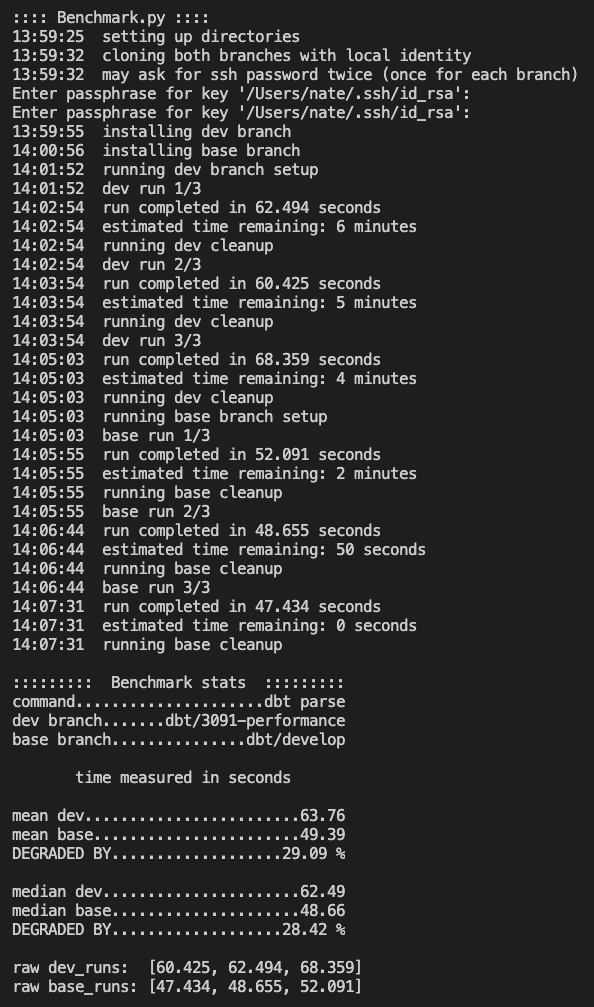 :::: Benchmark.py ::::
13:59:25  setting up directories
13:59:32  cloning both branches with local identity
13:59:32  may ask for ssh password twice (once for each branch)
Enter passphrase for key '/Users/nate/.ssh/id_rsa':
Enter passphrase for key '/Users/nate/.ssh/id_rsa':
13:59:55  installing dev branch
14:00:56  installing base branch
14:01:52  running dev branch setup
14:01:52  dev run 1/3
14:02:54  run completed in 62.494 seconds
14:02:54  estimated time remaining: 6 minutes
14:02:54  running dev cleanup
14:02:54  dev run 2/3
14:03:54  run completed in 60.425 seconds
14:03:54  estimated time remaining: 5 minutes
14:03:54  running dev cleanup
14:03:54  dev run 3/3
14:05:03  run completed in 68.359 seconds
14:05:03  estimated time remaining: 4 minutes
14:05:03  running dev cleanup
14:05:03  running base branch setup
14:05:03  base run 1/3
14:05:55  run completed in 52.091 seconds
14:05:55  estimated time remaining: 2 minutes
14:05:55  running base cleanup
14:05:55  base run 2/3
14:06:44  run completed in 48.655 seconds
14:06:44  estimated time remaining: 50 seconds
14:06:44  running base cleanup
14:06:44  base run 3/3
14:07:31  run completed in 47.434 seconds
14:07:31  estimated time remaining: 0 seconds
14:07:31  running base cleanup
:::::::::  Benchmark stats  :::::::::
command.....................dbt parse
dev branch.......dbt/3091-performance
base branch...............dbt/develop
time measured in seconds
mean dev........................63.76
mean base.......................49.39
DEGRADED BY...................29.09 %
median dev......................62.49
median base.....................48.66
DEGRADED BY...................28.42 %
raw dev_runs:  [60.425, 62.494, 68.359]
raw base_runs: [47.434, 48.655, 52.091]